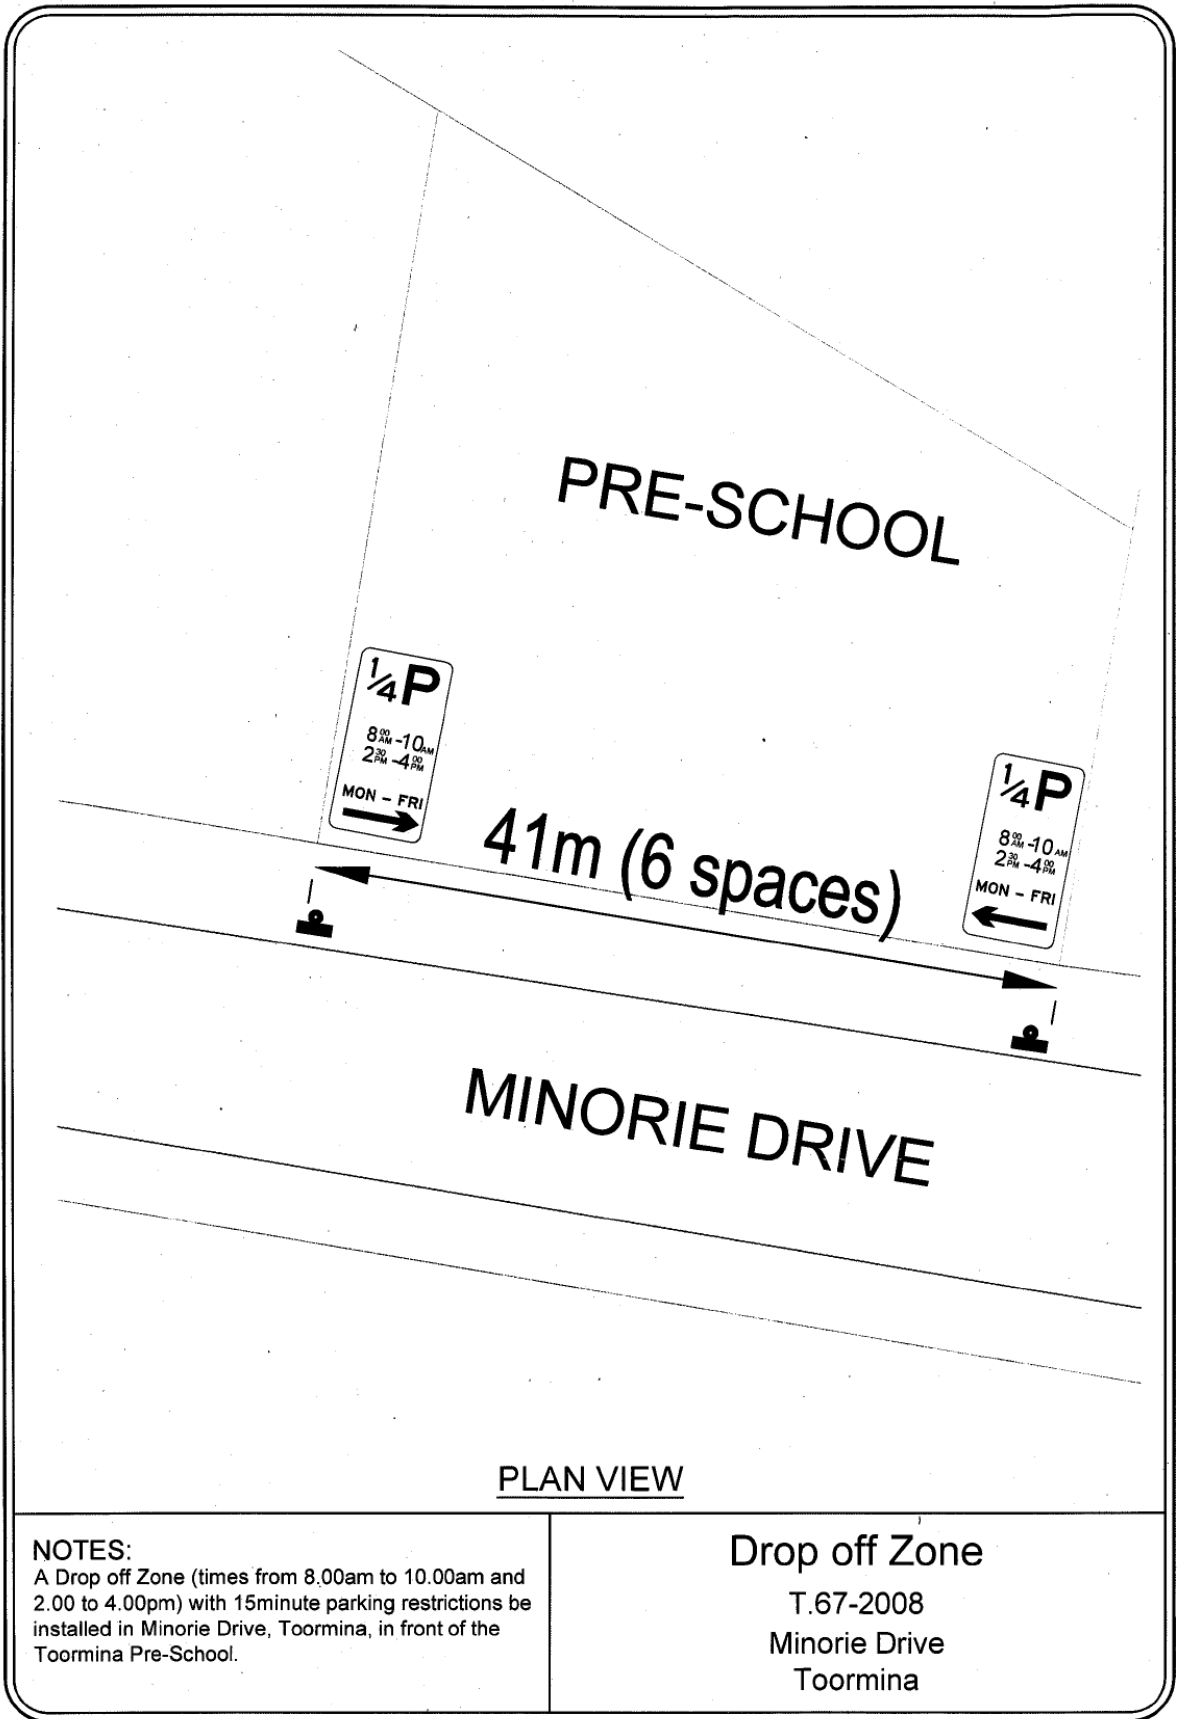 PRE-SCHOOL
1/4 P
8 00 AM - 10 AM
2 30 PM - 4 00 PM
MON – FRI
1/4 P
8 00 AM - 10 AM
2 30 PM - 4 00 PM
MON – FRI
41m (6 spaces)
MINORIE DRIVE
PLAN VIEW
NOTES:
A Drop off Zone (times from 8.00am to 10.00am and
2.00 to 4.00pm) with 15minute parking restrictions be
installed in Minorie Drive, Toormina, in front of the
Toormina Pre-School.
Drop off Zone
T.67-2008
Minorie Drive
Toormina